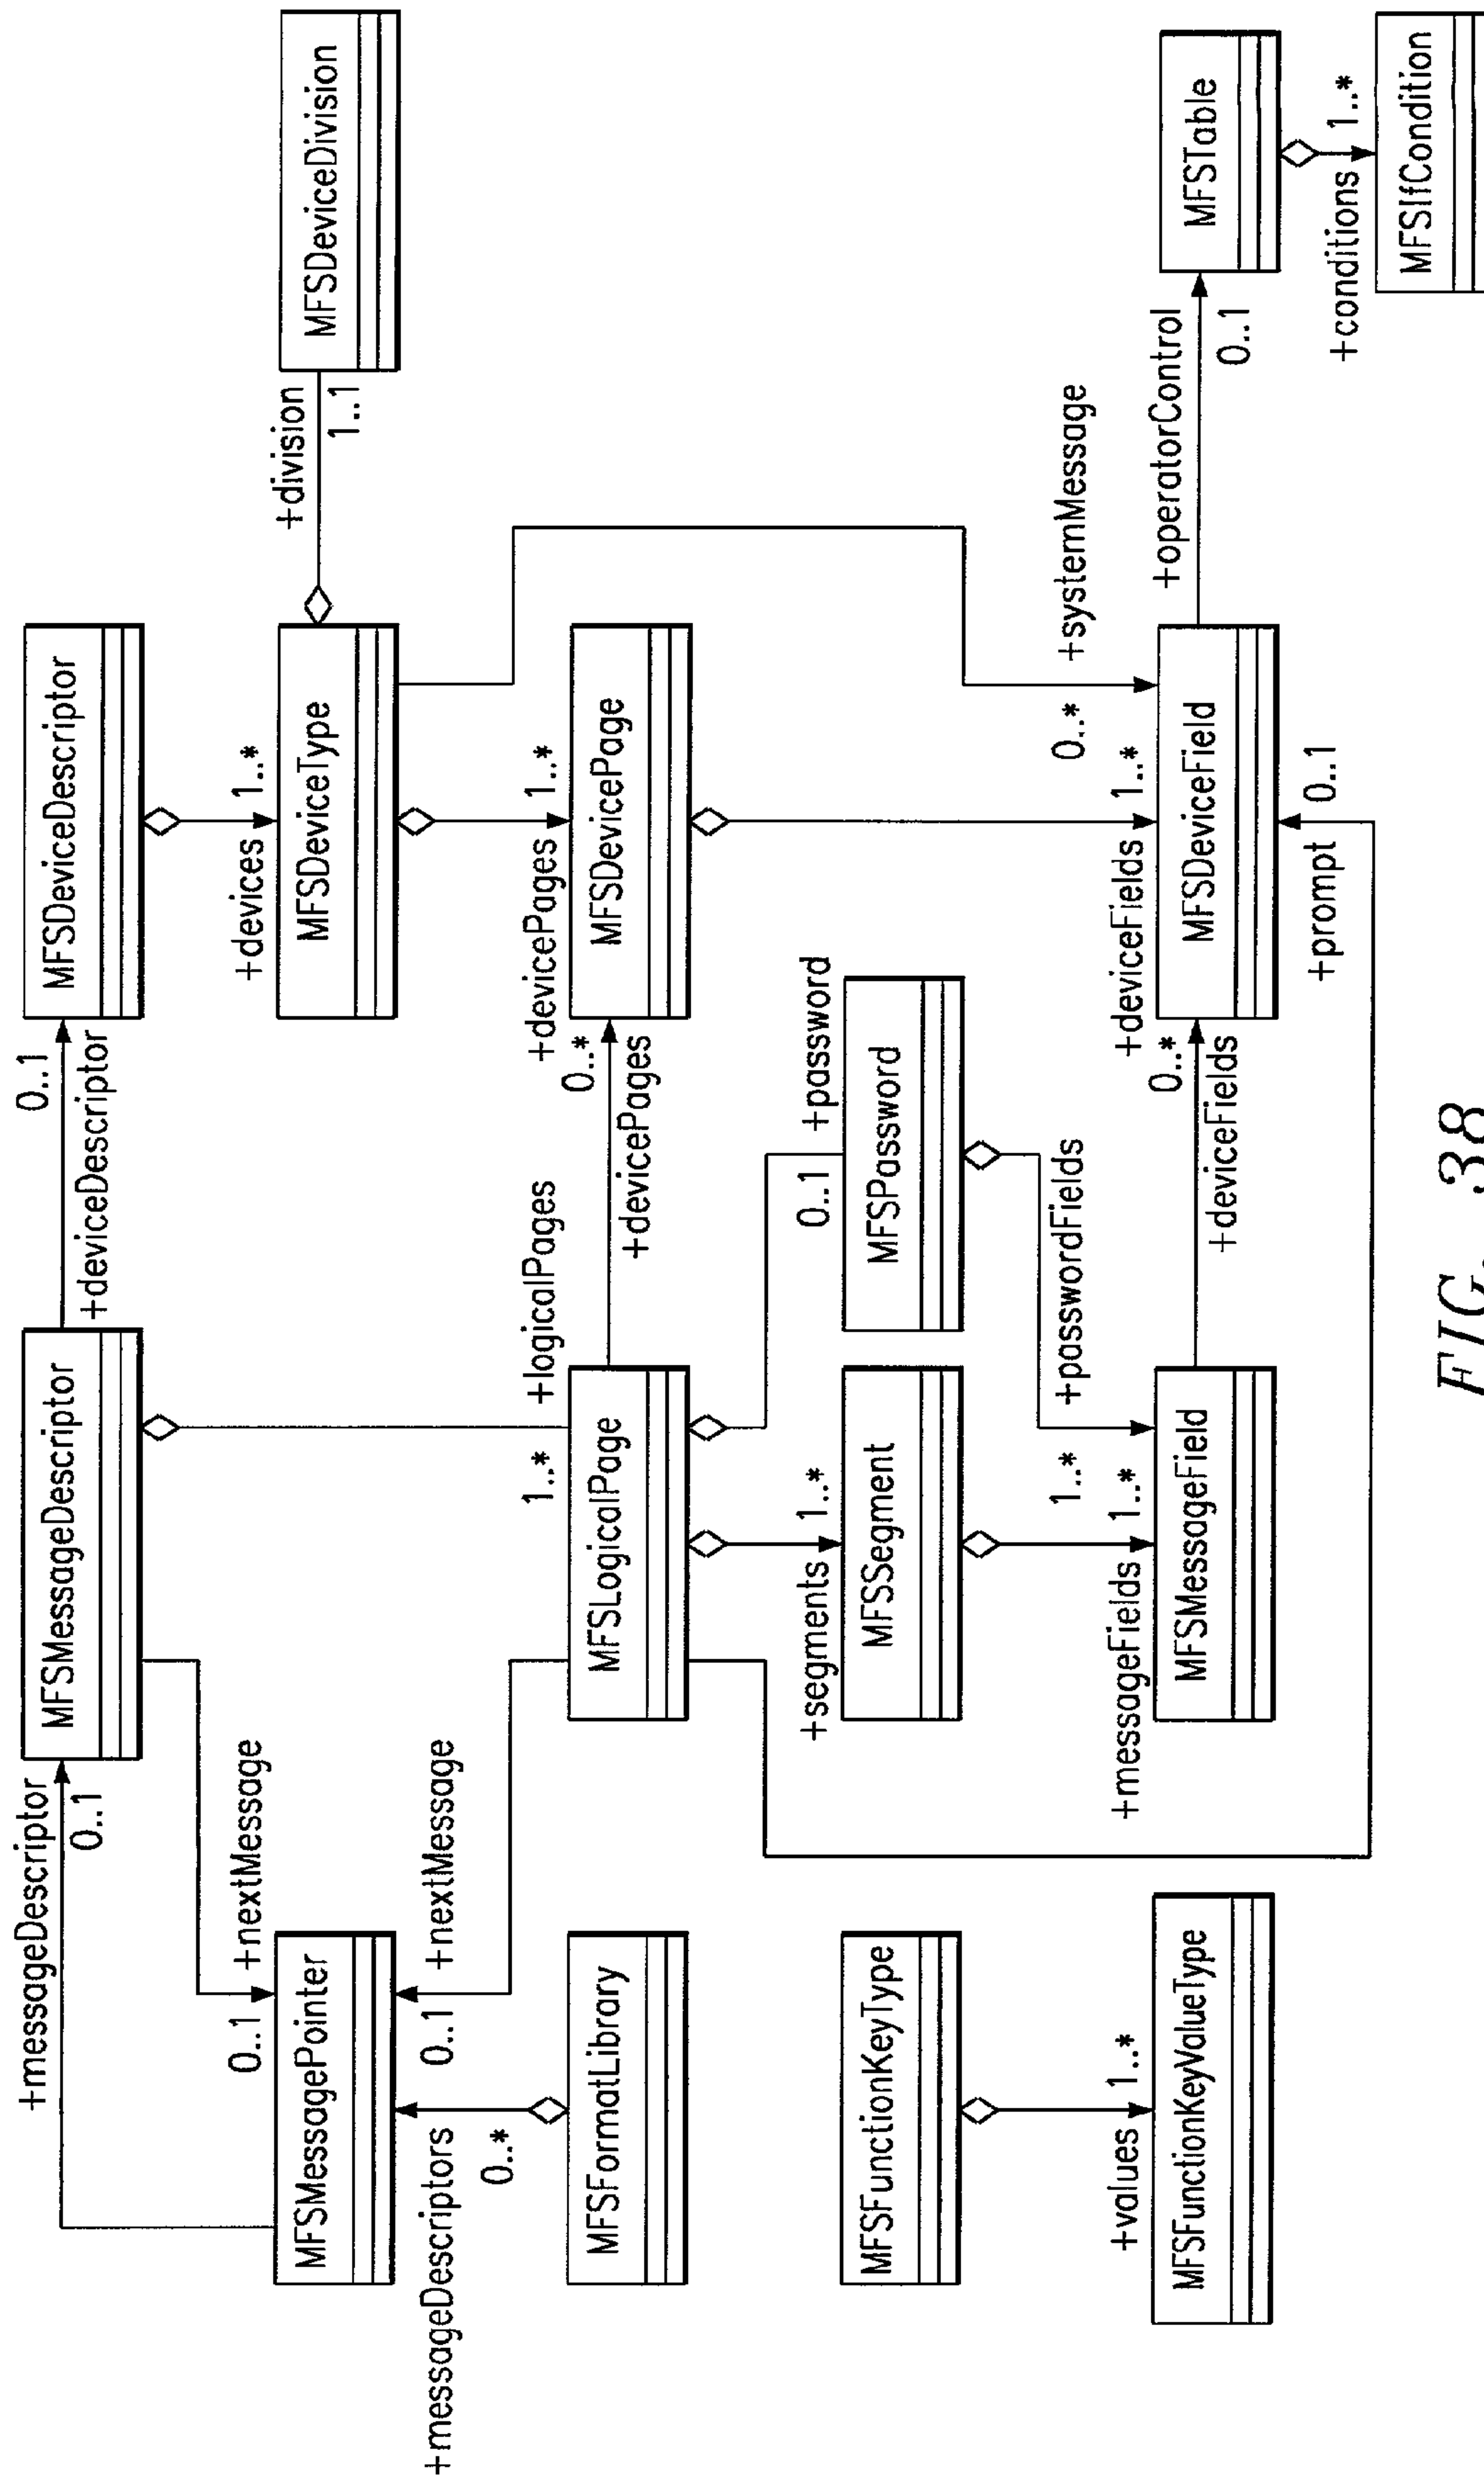 +messageDescriptor
0..1
MFSMessageDescriptor
0..1
+deviceDescriptor
MFSDeviceDescriptor
0..1
+nextMessage
MFSMessagePointer
+devices
1..*
MFSDeviceType
+division
1..1
MFSDeviceDivision
+messageDescriptors
0..*
0..1
+nextMessage
MFSFormatLibrary
1..*
+logicalPages
MFSLogicalPage
0..*
+devicePages
+devicePages
1..*
MFSDevicePage
MFSFunctionKeyType
+segments
1..*
MFSSegment
0..1
+password
MFSPassword
+values
1..*
MFSFunctionKeyValueType
+messageFields
1..*
1..*
+passwordFields
MFSMessageField
0..*
+deviceFields
+deviceFields
1..*
0..*
+systemMessage
MFSDeviceField
+prompt
0..1
+operatorControl
0..1
MFSTable
+conditions
1..*
MFSIfCondition
FIG. 38